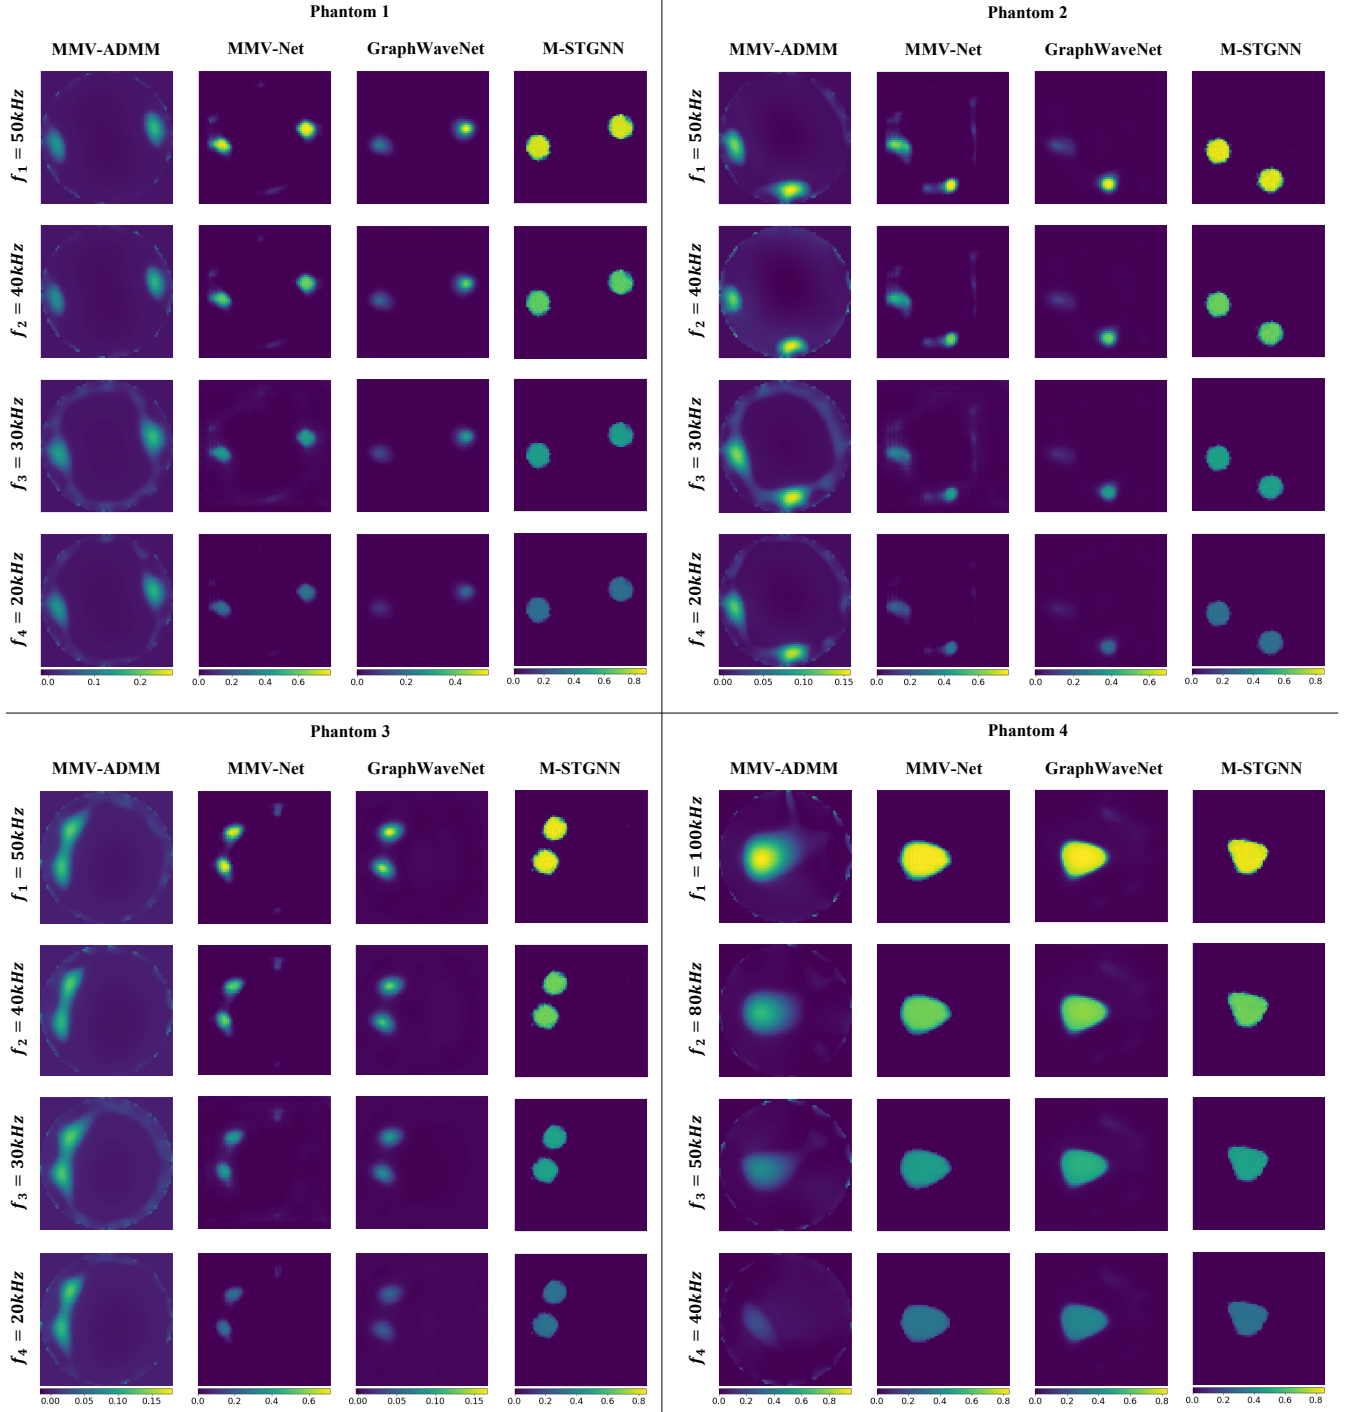 Phantom 1
MMV-ADMM MMV-Net GraphWaveNet M-STGNN
f1 = 50kHz
f2 = 40kHz
f3 = 30kHz
f4 = 20kHz
0.0 0.1 0.2 0.0 0.2 0.4 0.6 0.0 0.2 0.4 0.0 0.2 0.4 0.6 0.8
Phantom 2
MMV-ADMM MMV-Net GraphWaveNet M-STGNN
f1 = 50kHz
f2 = 40kHz
f3 = 30kHz
f4 = 20kHz
0.00 0.05 0.10 0.15 0.0 0.2 0.4 0.6 0.0 0.2 0.4 0.6 0.0 0.2 0.4 0.6 0.8
Phantom 3
MMV-ADMM MMV-Net GraphWaveNet M-STGNN
f1 = 50kHz
f2 = 40kHz
f3 = 30kHz
f4 = 20kHz
0.00 0.05 0.10 0.15 0.0 0.2 0.4 0.6 0.00 0.05 0.10 0.15 0.0 0.2 0.4 0.6 0.8
Phantom 4
MMV-ADMM MMV-Net GraphWaveNet M-STGNN
f1 = 100kHz
f2 = 80kHz
f3 = 50kHz
f4 = 40kHz
0.0 0.2 0.4 0.6 0.0 0.2 0.4 0.6 0.8 0.0 0.2 0.4 0.6 0.8 0.0 0.2 0.4 0.6 0.8